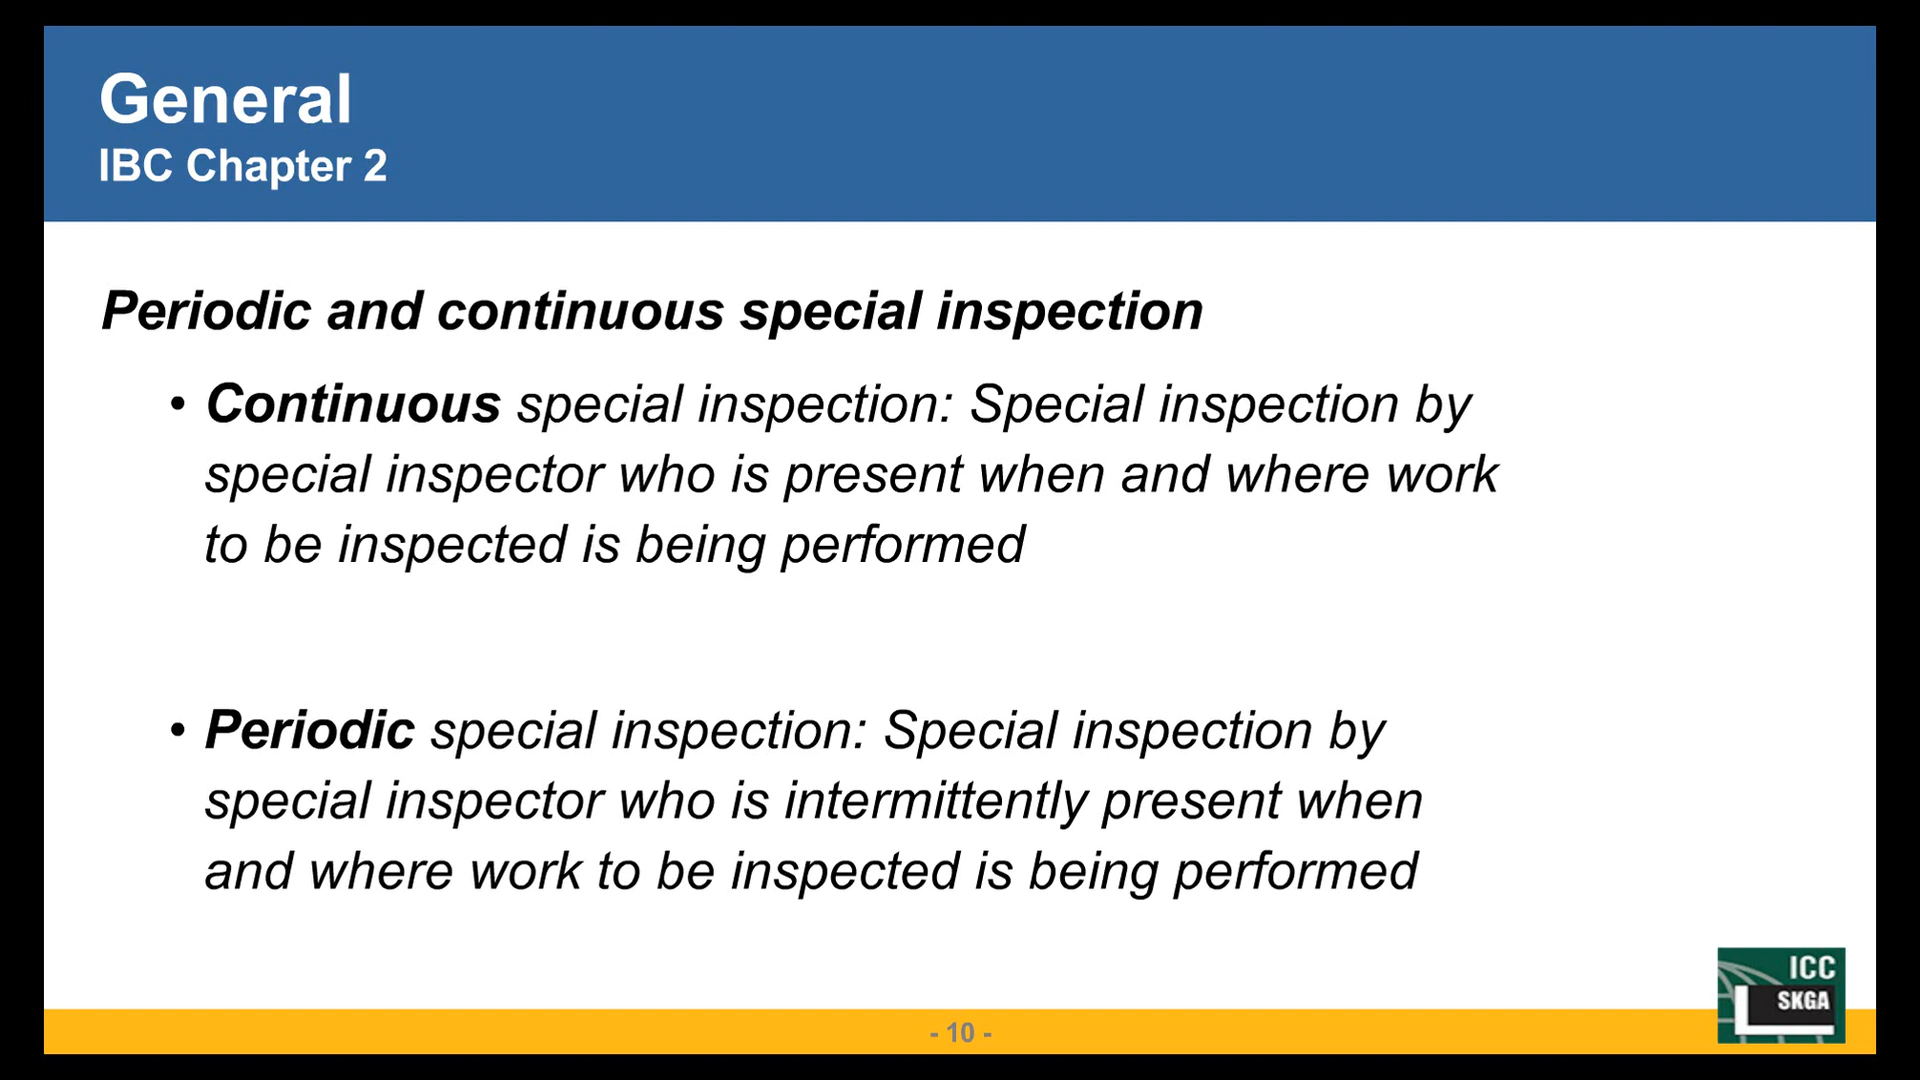 General
IBC Chapter 2
Periodic and continuous special inspection
• Continuous special inspection: Special inspection by
special inspector who is present when and where work
to be inspected is being performed
• Periodic special inspection: Special inspection by
special inspector who is intermittently present when
and where work to be inspected is being performed
ICC
SKGA
- 10 -